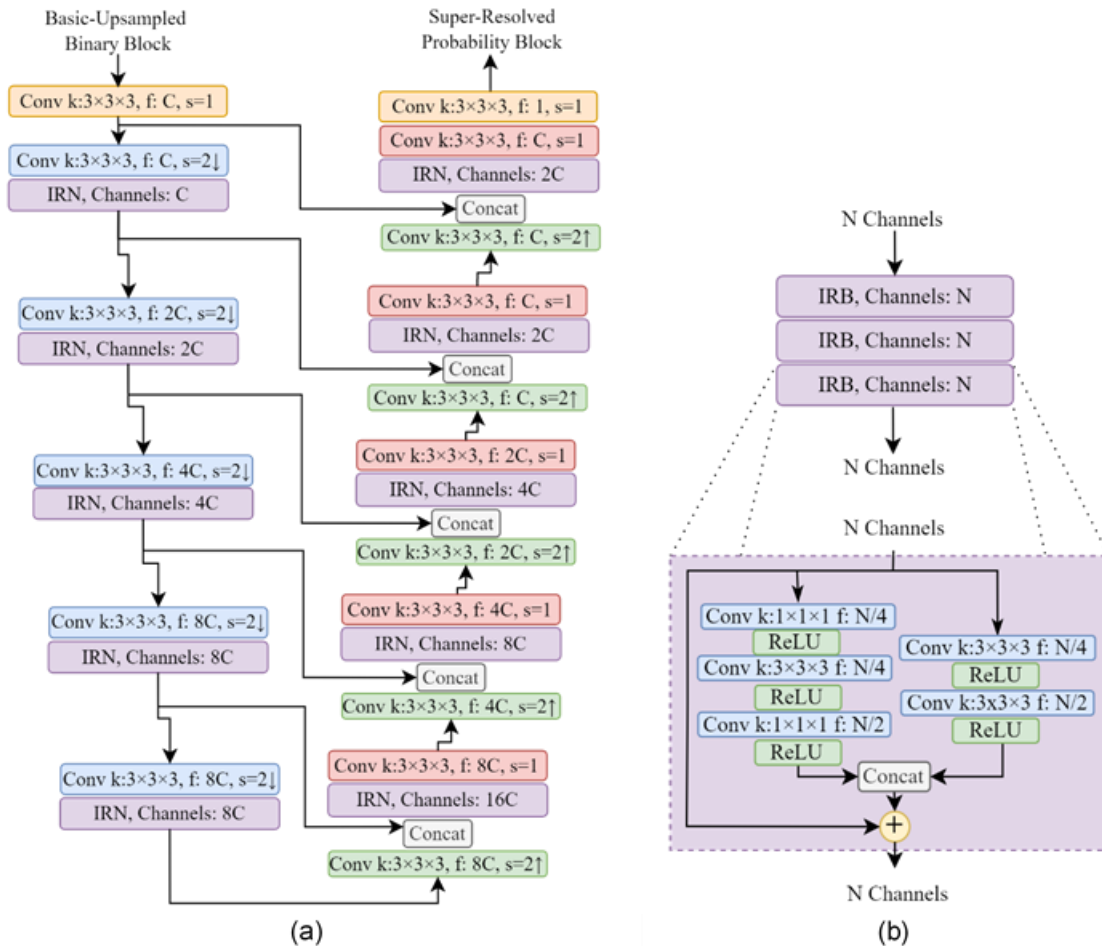 Basic-Upsampled
Binary Block
Conv k:3×3×3, f: C, s=1
Conv k:3×3×3, f: C, s=2↓
IRN, Channels: C
Conv k:3×3×3, f: 2C, s=2↓
IRN, Channels: 2C
Conv k:3×3×3, f: 4C, s=2↓
IRN, Channels: 4C
Conv k:3×3×3, f: 8C, s=2↓
IRN, Channels: 8C
Conv k:3×3×3, f: 8C, s=2↓
IRN, Channels: 8C
Super-Resolved
Probability Block
Conv k:3×3×3, f: 1, s=1
Conv k:3×3×3, f: C, s=1
IRN, Channels: 2C
Concat
Conv k:3×3×3, f: C, s=2↑
Conv k:3×3×3, f: C, s=1
IRN, Channels: 2C
Concat
Conv k:3×3×3, f: C, s=2↑
Conv k:3×3×3, f: 2C, s=1
IRN, Channels: 4C
Concat
Conv k:3×3×3, f: 2C, s=2↑
Conv k:3×3×3, f: 4C, s=1
IRN, Channels: 8C
Concat
Conv k:3×3×3, f: 4C, s=2↑
Conv k:3×3×3, f: 8C, s=1
IRN, Channels: 16C
Concat
Conv k:3×3×3, f: 8C, s=2↑
(a)
N Channels
IRB, Channels: N
IRB, Channels: N
IRB, Channels: N
N Channels
N Channels
Conv k:1×1×1 f: N/4
ReLU
Conv k:3×3×3 f: N/4
ReLU
Conv k:1×1×1 f: N/2
ReLU
Conv k:3×3×3 f: N/4
ReLU
Conv k:3x3×3 f: N/2
ReLU
Concat
+
N Channels
(b)